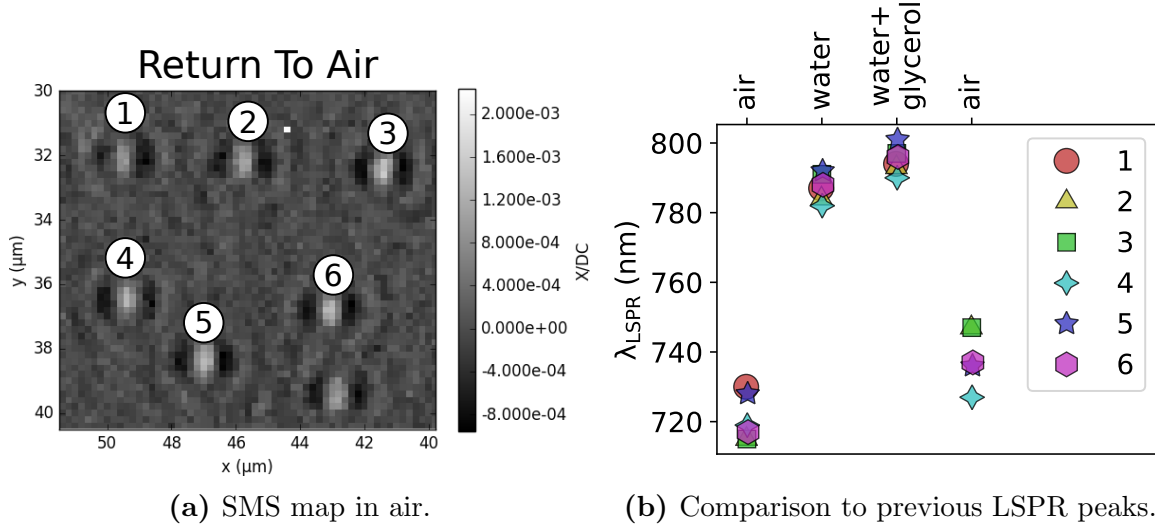 Return To Air
30
32
34
36
38
40
y (μm)
50
48
46
44
42
40
x (μm)
1
2
3
4
5
6
2.000e-03
1.600e-03
1.200e-03
8.000e-04
4.000e-04
0.000e+00
-4.000e-04
-8.000e-04
X/DC
(a) SMS map in air.
air
water
water+
glycerol
air
800
780
760
740
720
λLSPR (nm)
1
2
3
4
5
6
(b) Comparison to previous LSPR peaks.